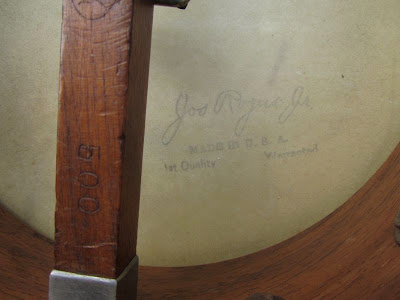 500
Jos Rogers Jr
MADE IN U. S. A.
1st Quality Warranted